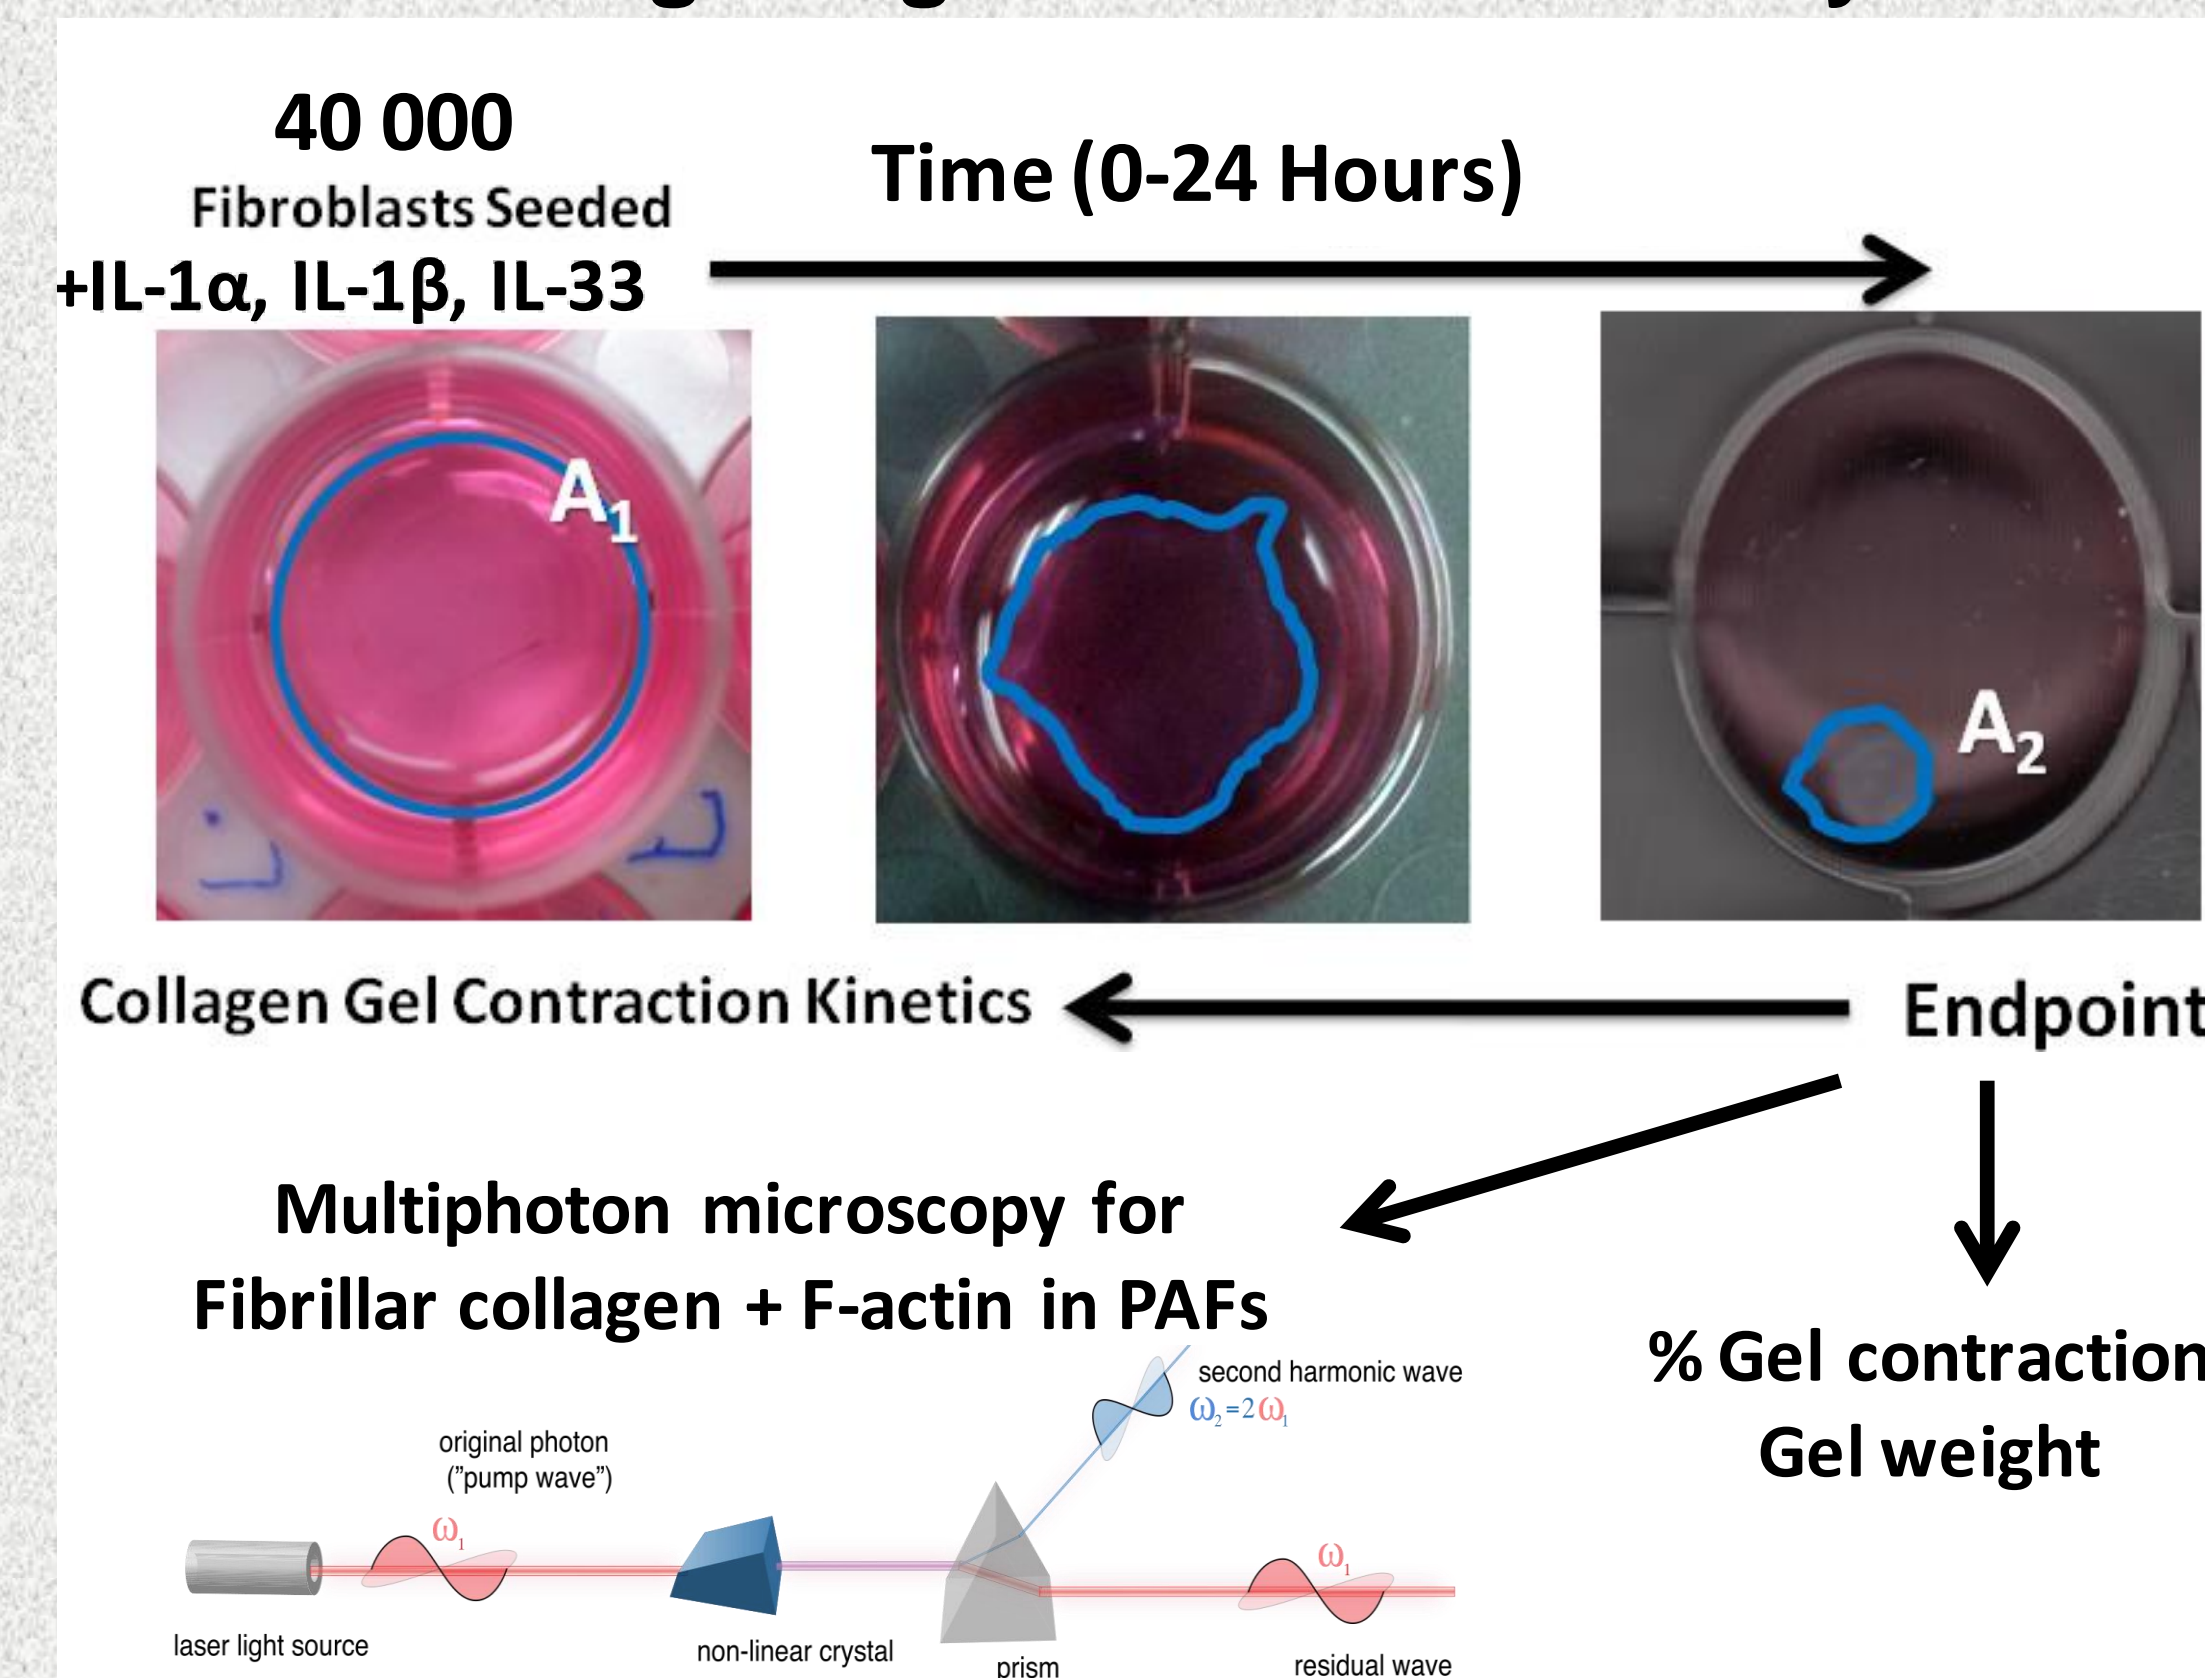 40 000
Fibroblasts Seeded
+IL-1α, IL-1β, IL-33
Time (0-24 Hours)
A₁
A₂
Collagen Gel Contraction Kinetics
Endpoint
Multiphoton microscopy for
Fibrillar collagen + F-actin in PAFs
% Gel contraction
Gel weight
second harmonic wave
ω₂=2ω₁
original photon
("pump wave")
ω₁
ω₁
laser light source
non-linear crystal
prism
residual wave